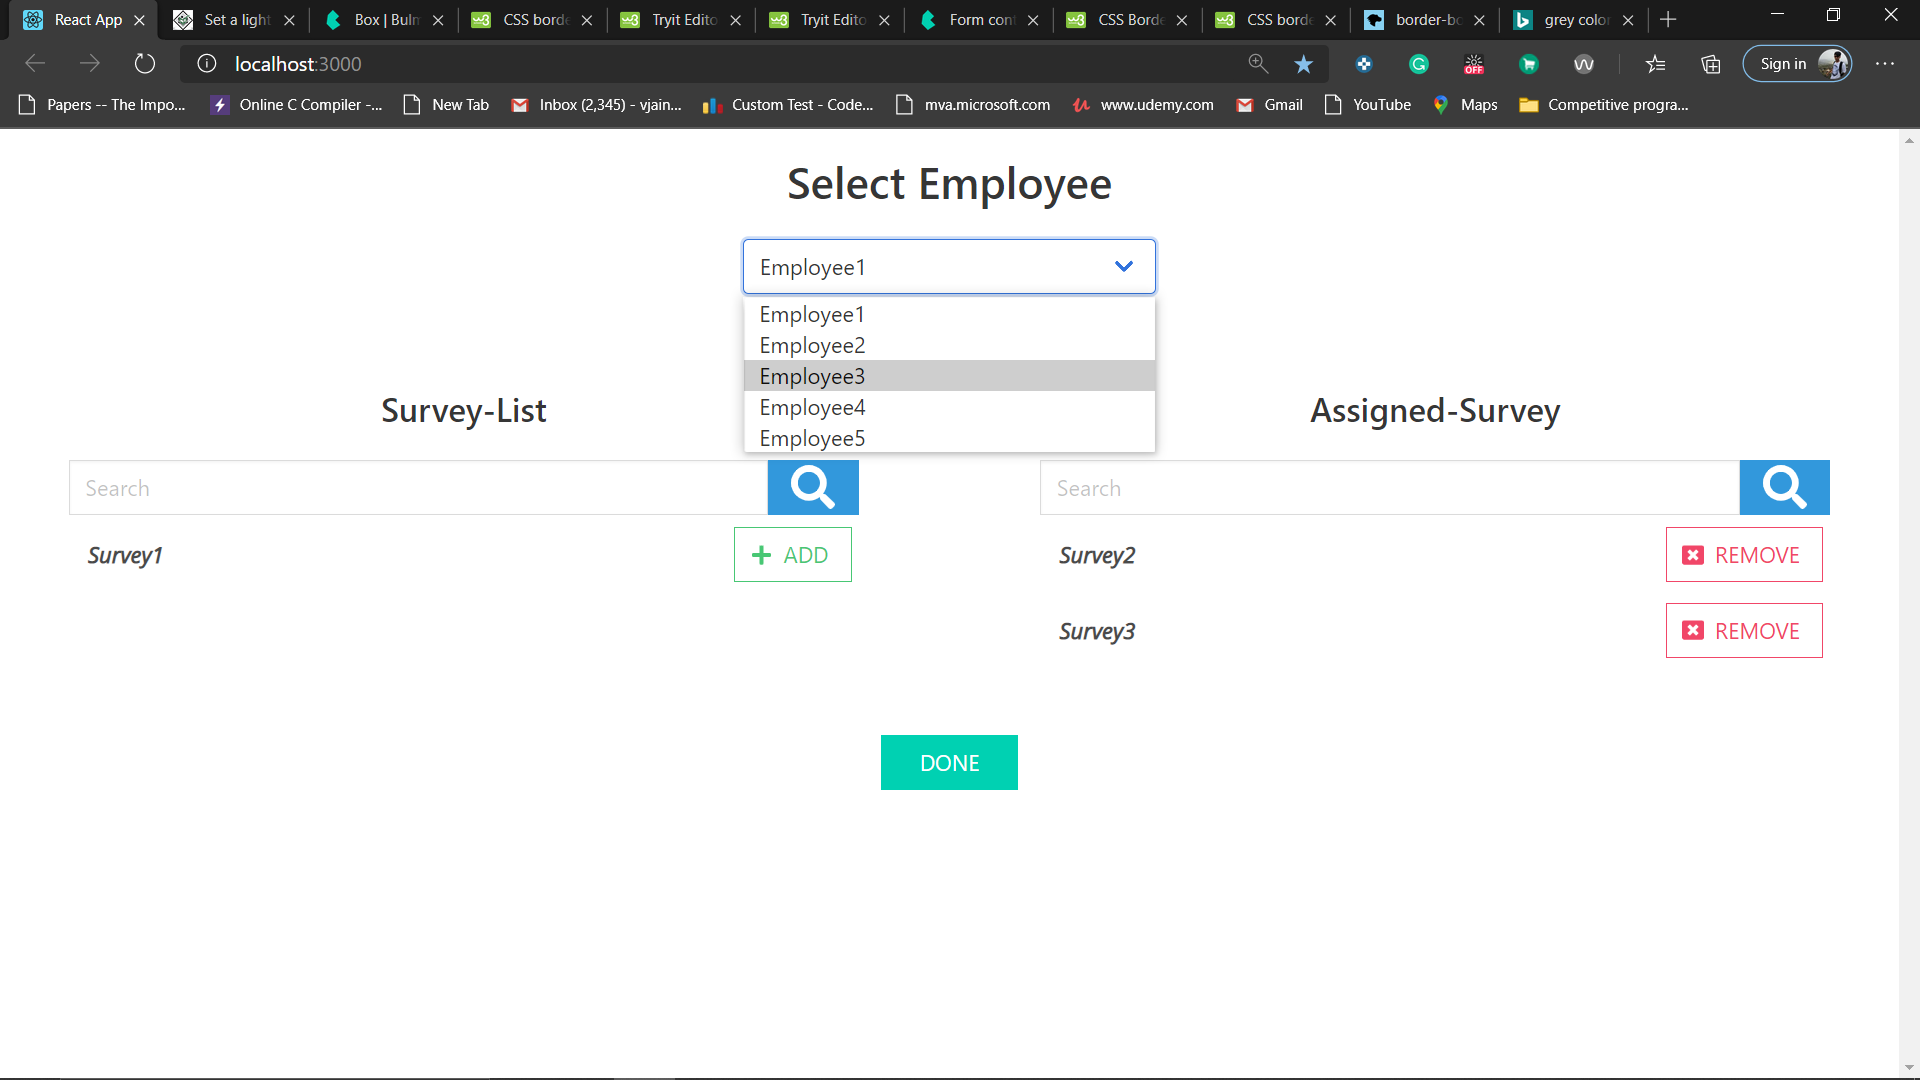 React App
Set a light
Box | Bulm
CSS borde
Tryit Edito
Tryit Edito
Form cont
CSS Borde
CSS borde
border-bo
grey color
localhost:3000
OFF
Sign in
Papers -- The Impo...
Online C Compiler -...
New Tab
Inbox (2,345) - vjain...
Custom Test - Code...
mva.microsoft.com
www.udemy.com
Gmail
YouTube
Maps
Competitive progra...
Select Employee
Employee1
Employee1
Employee2
Employee3
Employee4
Employee5
Survey-List
Assigned-Survey
Search
Search
Survey1
ADD
Survey2
REMOVE
Survey3
REMOVE
DONE